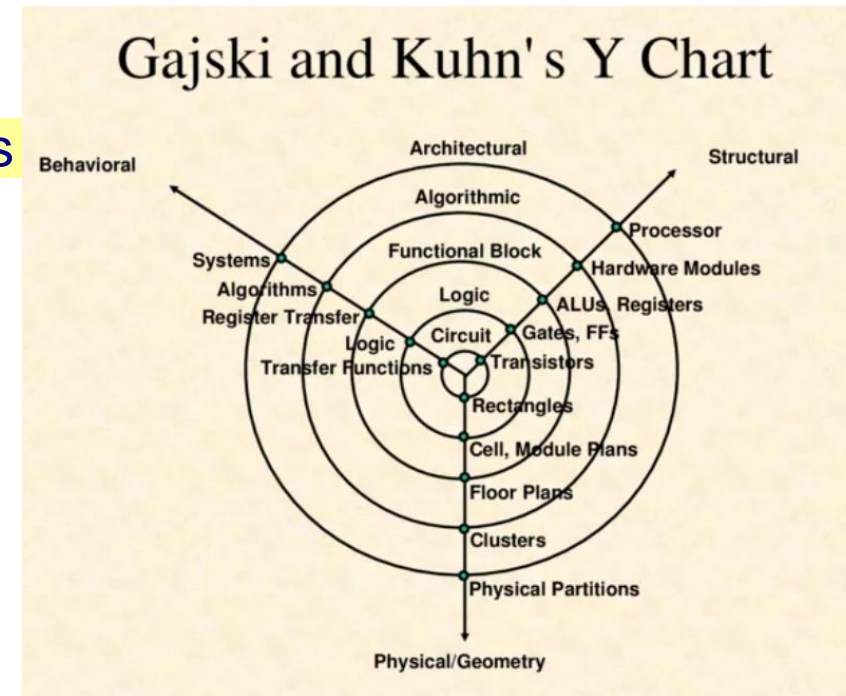 Gajski and Kuhn's Y Chart
s
Behavioral
Architectural
Structural
Algorithmic
Processor
Functional Block
Systems
Hardware Modules
Algorithms
Logic
ALUs, Registers
Register Transfer
Circuit
Gates, FFs
Logic
Transistors
Transfer Functions
Rectangles
Cell, Module Plans
Floor Plans
Clusters
Physical Partitions
Physical/Geometry